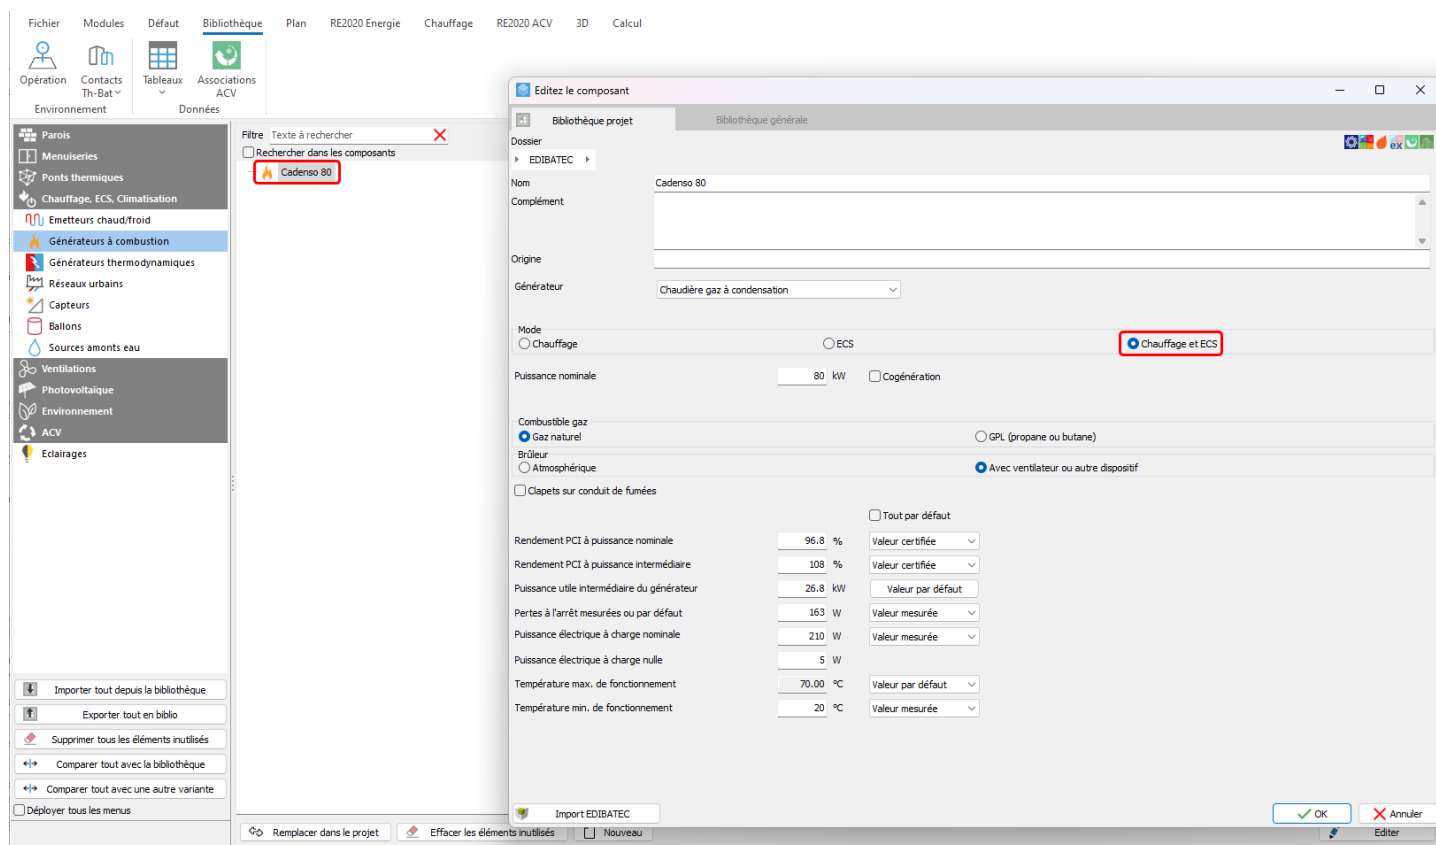 Fichier Modules Défaut Bibliothèque Plan RE2020 Energie Chauffage RE2020 ACV 3D Calcul
Opération Contacts Th-Bat Tableaux Associations ACV
Environnement Données
Parois
Menuiseries
Ponts thermiques
Chauffage, ECS, Climatisation
Emetteurs chaud/froid
Générateurs à combustion
Générateurs thermodynamiques
Réseaux urbains
Capteurs
Ballons
Sources amonts eau
Ventilations
Photovoltaïque
Environnement
ACV
Eclairages
Importer tout depuis la bibliothèque
Exporter tout en biblio
Supprimer tous les éléments inutilisés
Comparer tout avec la bibliothèque
Comparer tout avec une autre variante
Déployer tous les menus
Filtre Texte à rechercher
Rechercher dans les composants
Cadenso 80
Remplacer dans le projet Effacer les éléments inutilisés Nouveau Editer
Editez le composant
Bibliothèque projet Bibliothèque générale
Dossier
EDIBATEC
ex
Nom Cadenso 80
Complément
Origine
Générateur Chaudière gaz à condensation
Mode
Chauffage ECS Chauffage et ECS
Puissance nominale 80 kW Cogénération
Combustible gaz
Gaz naturel GPL (propane ou butane)
Brûleur
Atmosphérique Avec ventilateur ou autre dispositif
Clapets sur conduit de fumées
Tout par défaut
Rendement PCI à puissance nominale 96.8 % Valeur certifiée
Rendement PCI à puissance intermédiaire 108 % Valeur certifiée
Puissance utile intermédiaire du générateur 26.8 kW Valeur par défaut
Pertes à l'arrêt mesurées ou par défaut 163 W Valeur mesurée
Puissance électrique à charge nominale 210 W Valeur mesurée
Puissance électrique à charge nulle 5 W
Température max. de fonctionnement 70.00 °C Valeur par défaut
Température min. de fonctionnement 20 °C Valeur mesurée
Import EDIBATEC OK Annuler